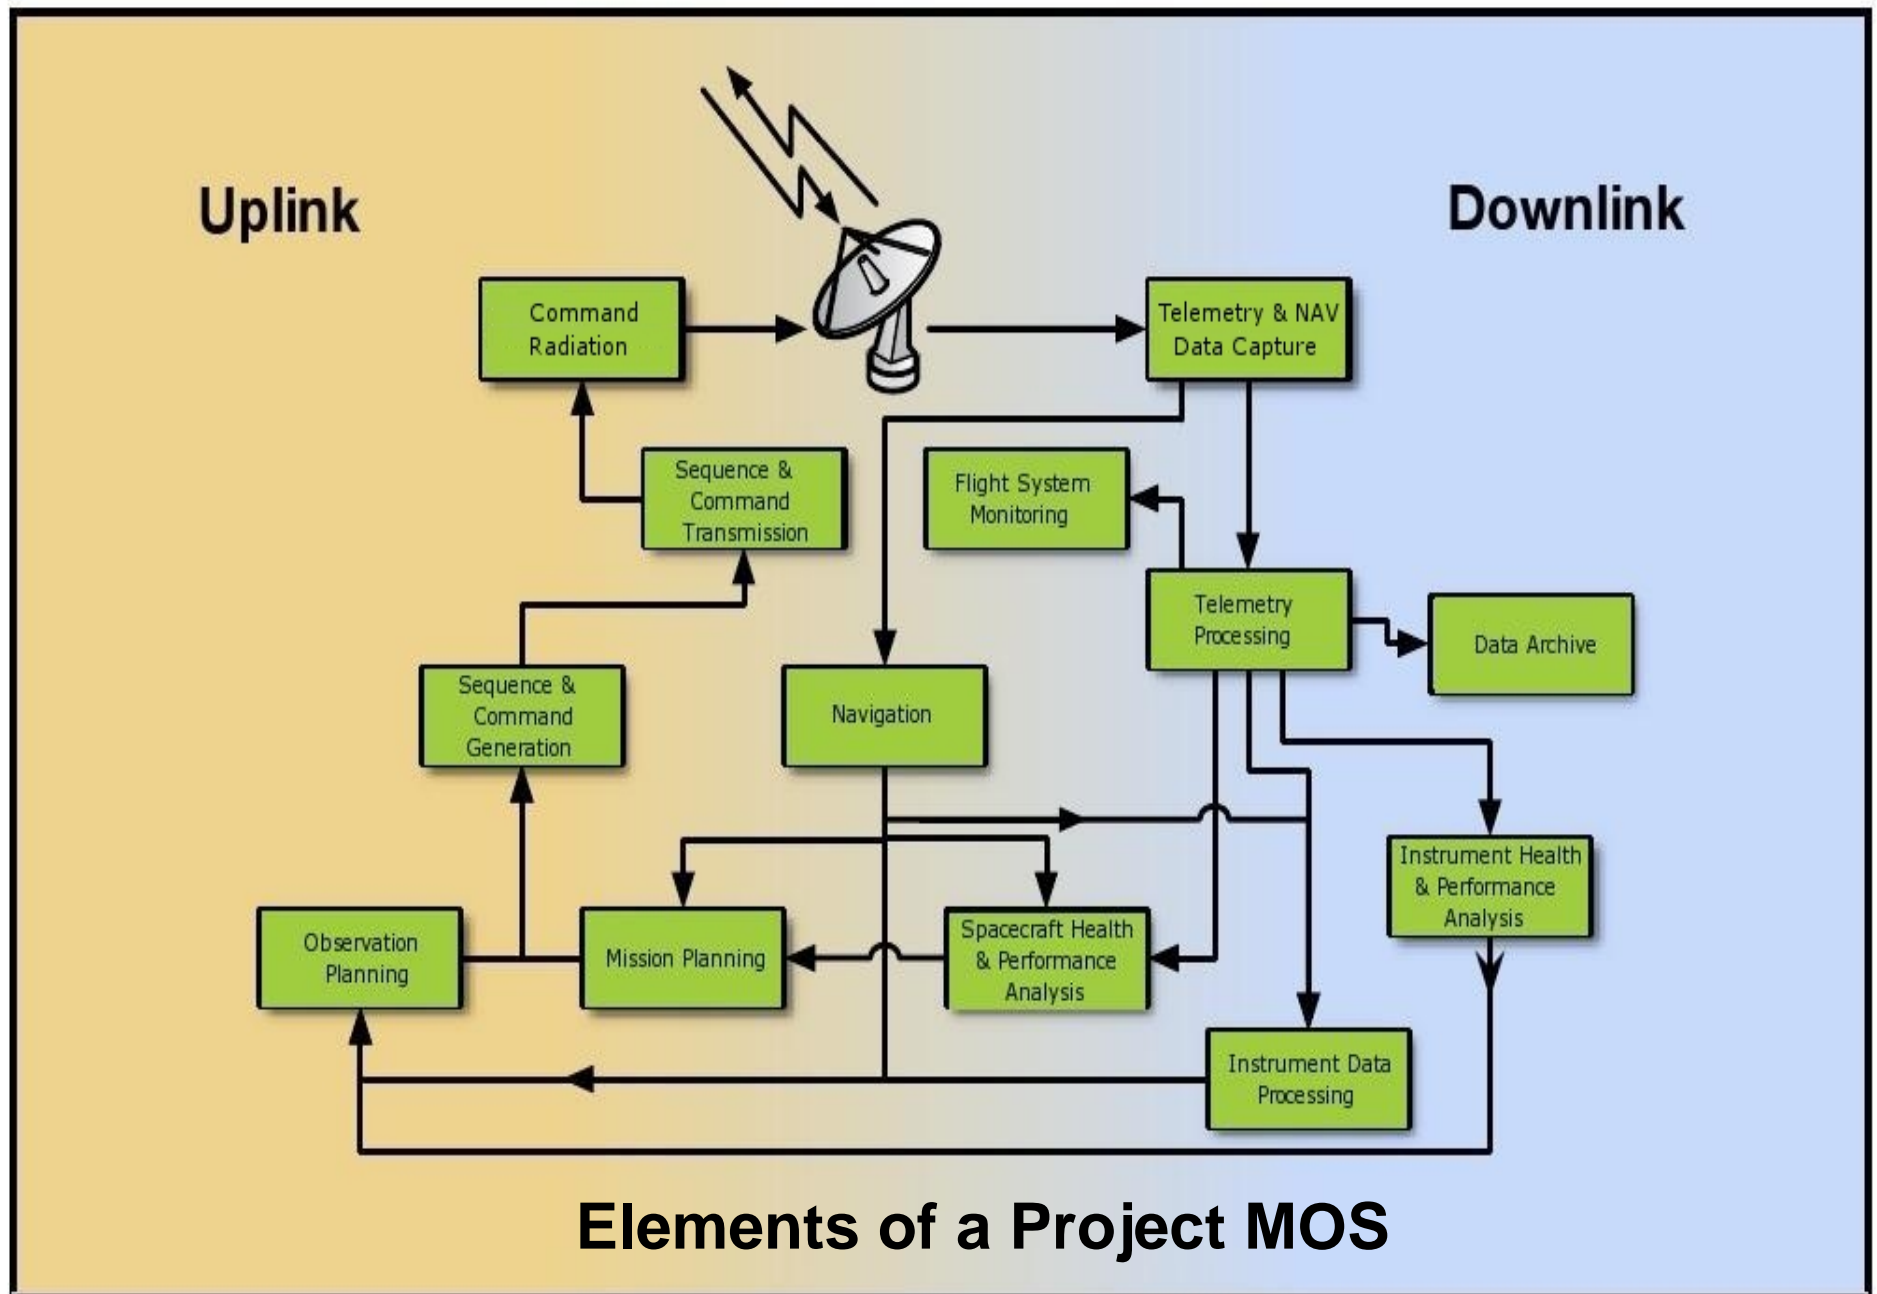 Uplink
Downlink
Command
Radiation
Telemetry & NAV
Data Capture
Sequence &
Command
Transmission
Flight System
Monitoring
Telemetry
Processing
Data Archive
Sequence &
Command
Generation
Navigation
Instrument Health
& Performance
Analysis
Observation
Planning
Mission Planning
Spacecraft Health
& Performance
Analysis
Instrument Data
Processing
Elements of a Project MOS